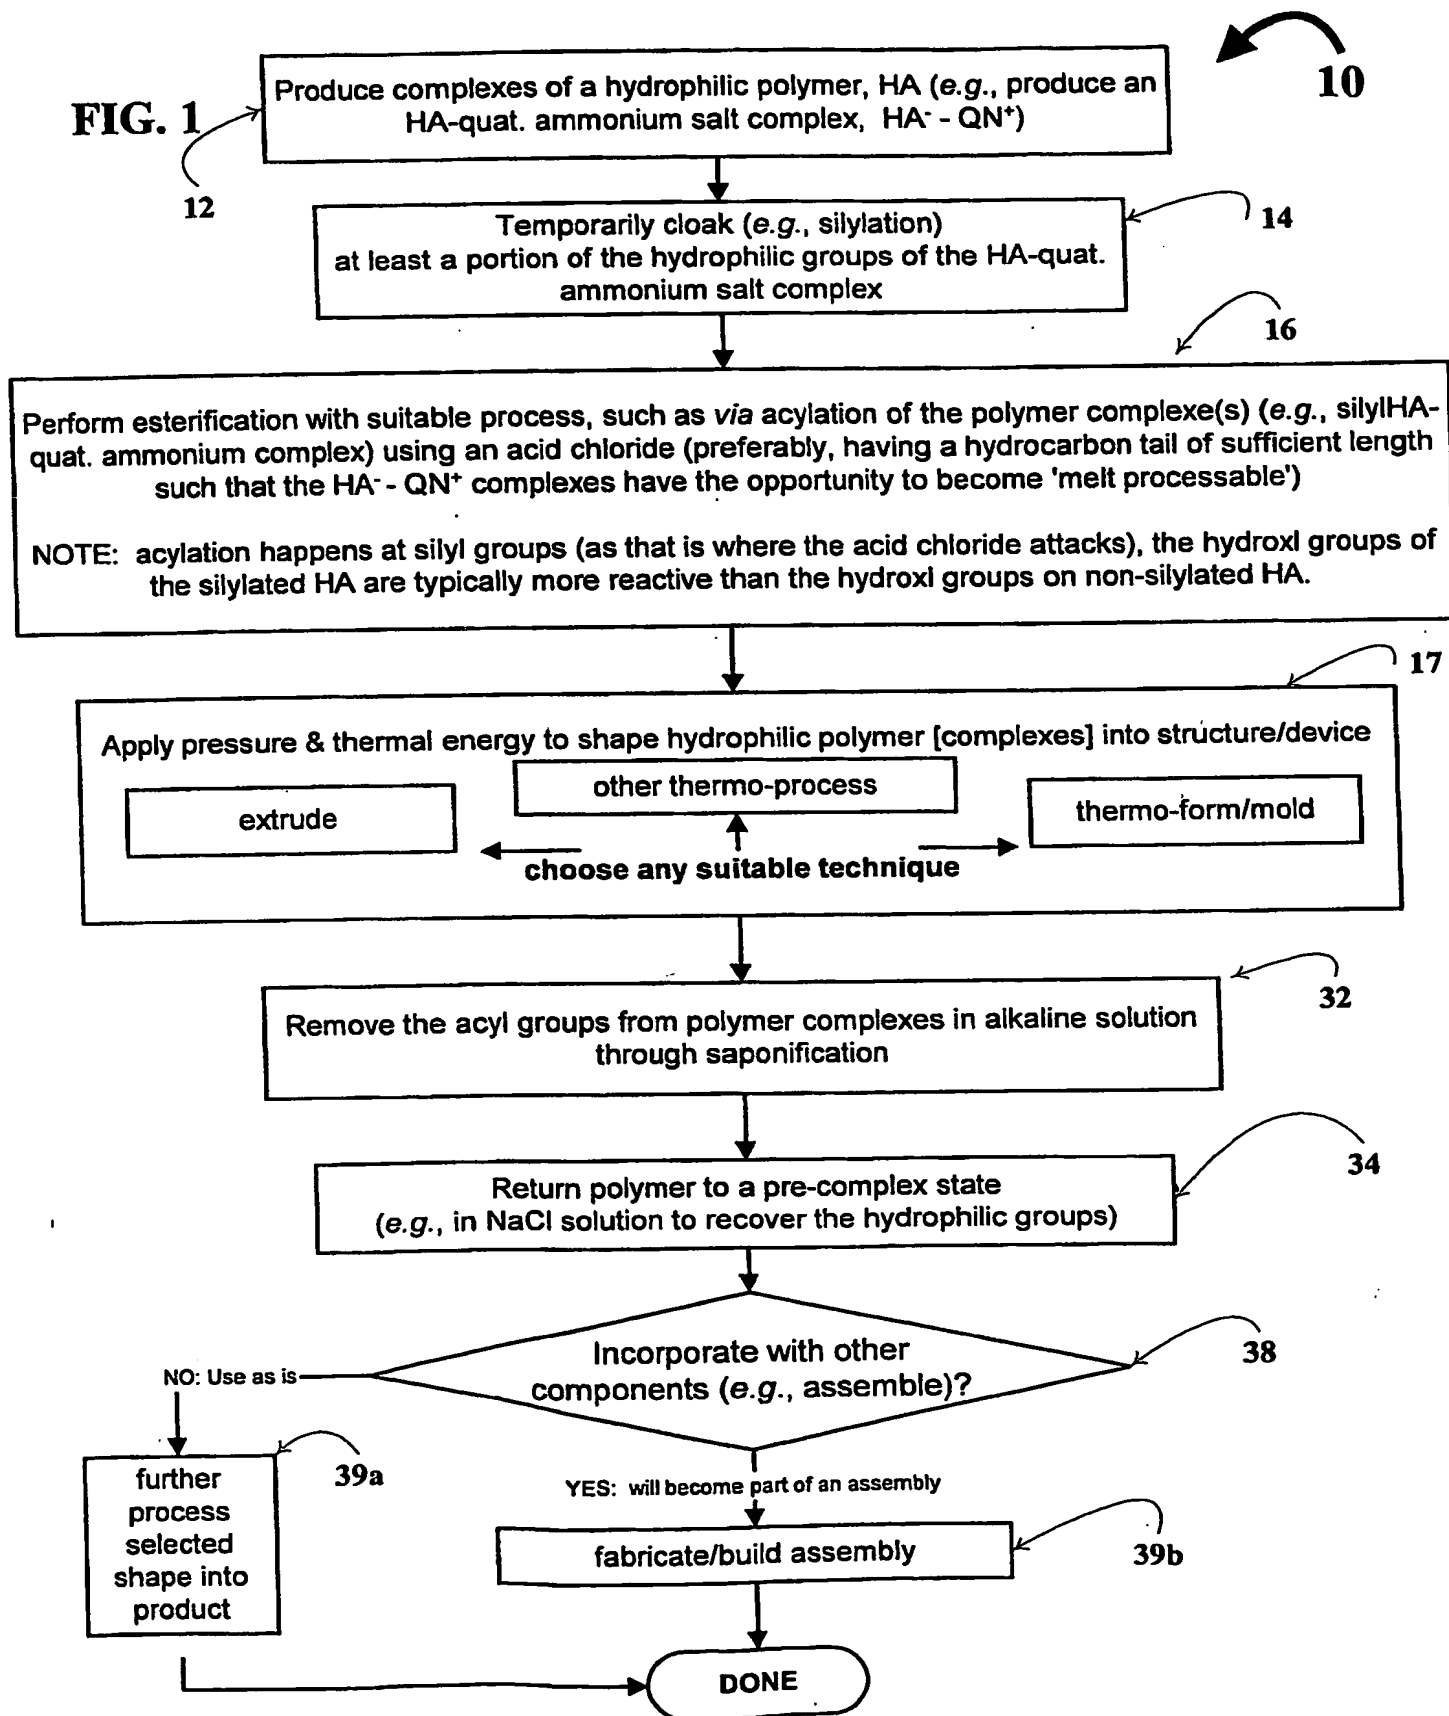 FIG. 1
10
Produce complexes of a hydrophilic polymer, HA (e.g., produce an
HA-quat. ammonium salt complex, HA⁻ - QN⁺)
12
Temporarily cloak (e.g., silylation)
at least a portion of the hydrophilic groups of the HA-quat.
ammonium salt complex
14
16
Perform esterification with suitable process, such as via acylation of the polymer complexe(s) (e.g., silylHA-
quat. ammonium complex) using an acid chloride (preferably, having a hydrocarbon tail of sufficient length
such that the HA⁻ - QN⁺ complexes have the opportunity to become 'melt processable')
NOTE: acylation happens at silyl groups (as that is where the acid chloride attacks), the hydroxl groups of
the silylated HA are typically more reactive than the hydroxl groups on non-silylated HA.
17
Apply pressure & thermal energy to shape hydrophilic polymer [complexes] into structure/device
other thermo-process
extrude
thermo-form/mold
choose any suitable technique
32
Remove the acyl groups from polymer complexes in alkaline solution
through saponification
34
Return polymer to a pre-complex state
(e.g., in NaCl solution to recover the hydrophilic groups)
38
Incorporate with other
components (e.g., assemble)?
NO: Use as is
39a
further
process
selected
shape into
product
YES: will become part of an assembly
39b
fabricate/build assembly
DONE